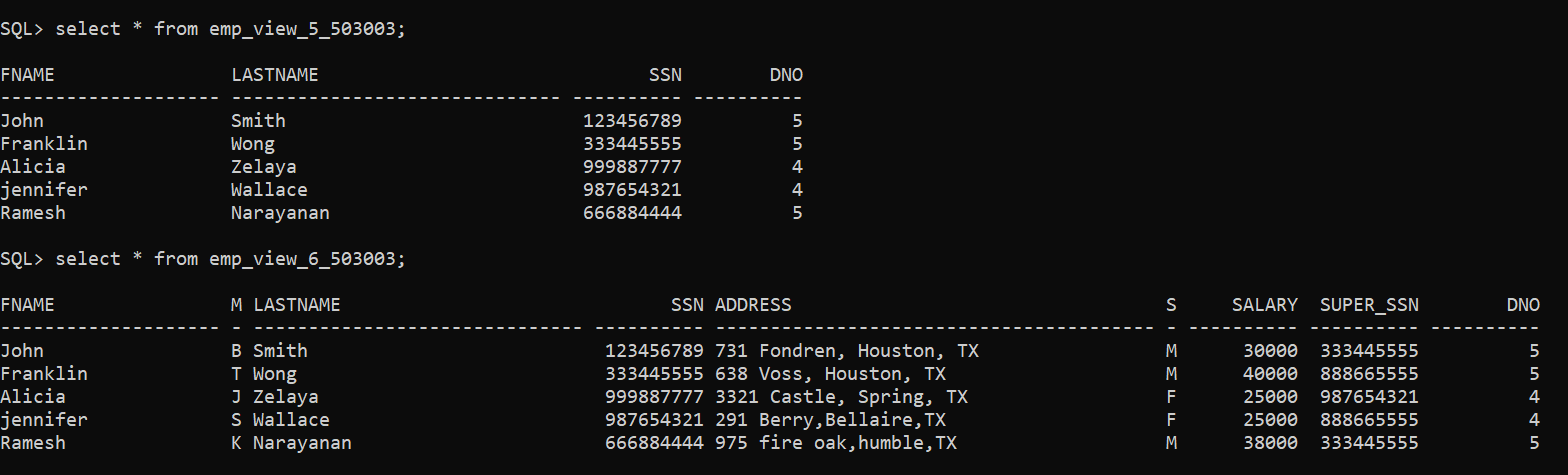 SQL> select * from emp_view_5_503003;
FNAME                LASTNAME                              SSN        DNO
-------------------- ------------------------------ ---------- ----------
John                 Smith                           123456789          5
Franklin             Wong                            333445555          5
Alicia               Zelaya                          999887777          4
jennifer             Wallace                         987654321          4
Ramesh               Narayanan                       666884444          5
SQL> select * from emp_view_6_503003;
FNAME                M LASTNAME                              SSN ADDRESS                                  S     SALARY  SUPER_SSN        DNO
-------------------- - ------------------------------ ---------- ---------------------------------------- - ---------- ---------- ----------
John                 B Smith                           123456789 731 Fondren, Houston, TX                 M      30000  333445555          5
Franklin             T Wong                            333445555 638 Voss, Houston, TX                    M      40000  888665555          5
Alicia               J Zelaya                          999887777 3321 Castle, Spring, TX                  F      25000  987654321          4
jennifer             S Wallace                         987654321 291 Berry,Bellaire,TX                    F      25000  888665555          4
Ramesh               K Narayanan                       666884444 975 fire oak,humble,TX                   M      38000  333445555          5